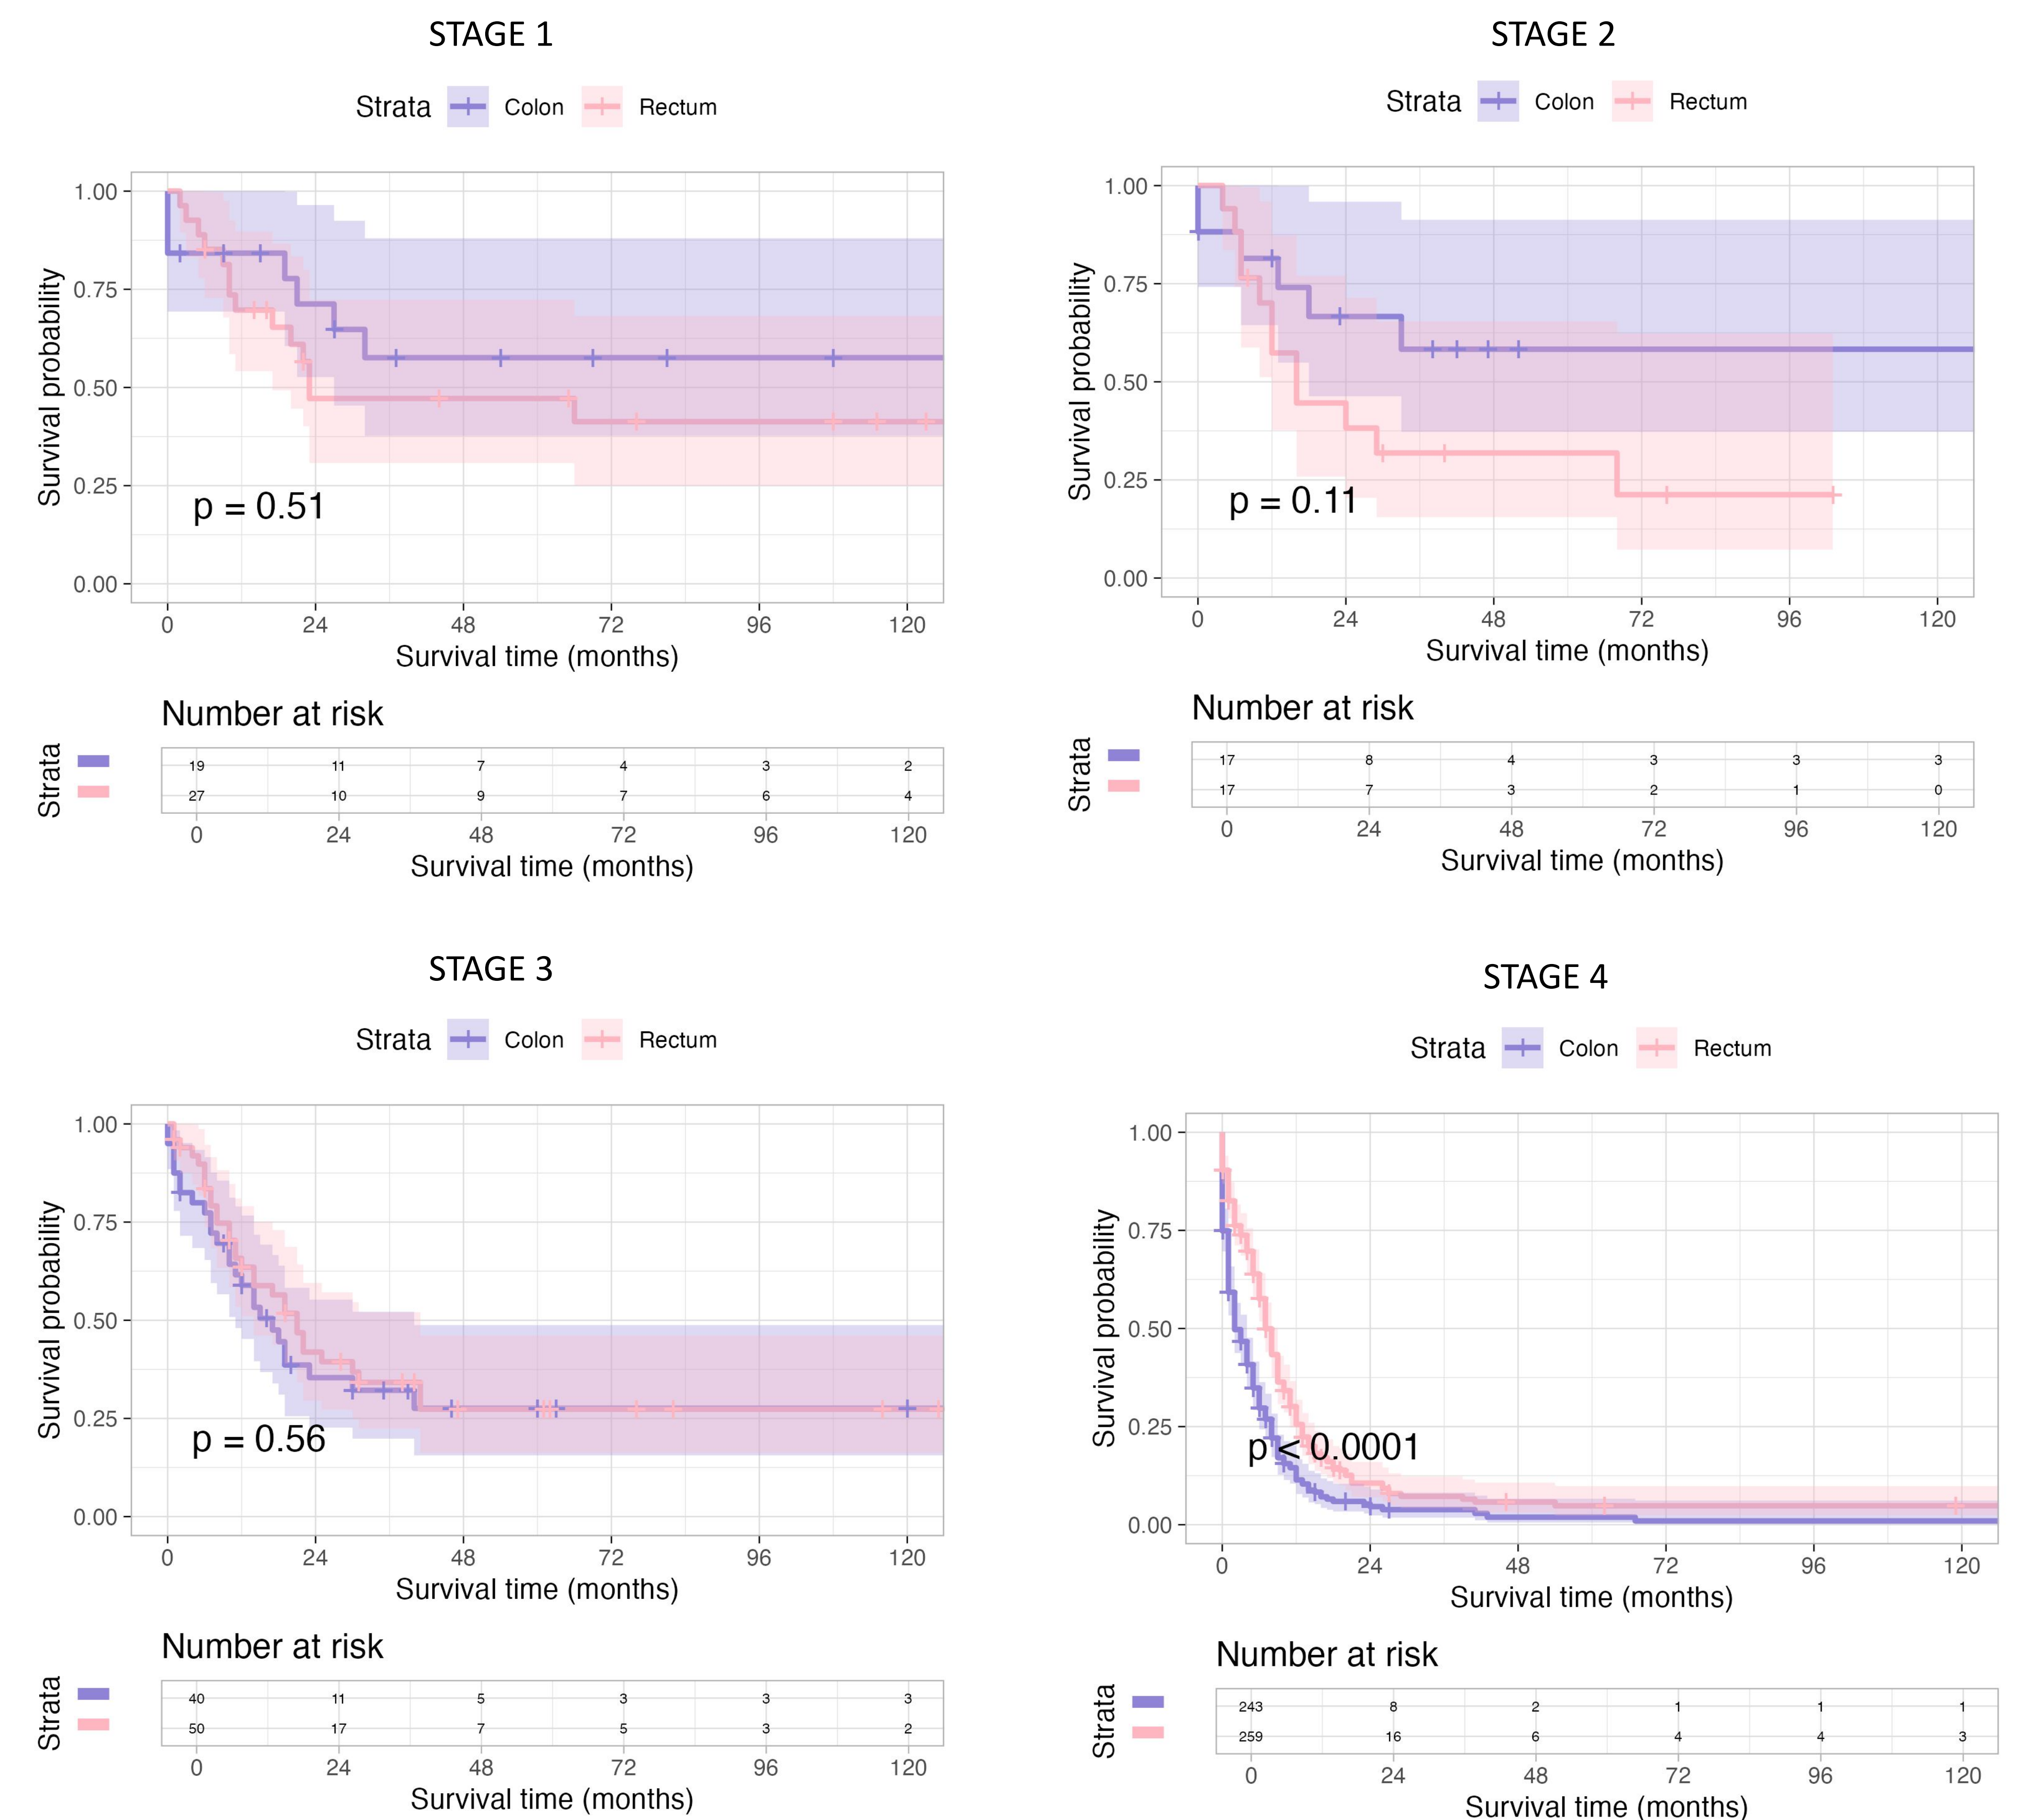 STAGE 1
Strata Colon Rectum
Survival probability
1.00
0.75
0.50
0.25
0.00
p = 0.51
0 24 48 72 96 120
Survival time (months)
Number at risk
Strata
19 11 7 4 3 2
27 10 9 7 6 4
0 24 48 72 96 120
Survival time (months)
STAGE 2
Strata Colon Rectum
Survival probability
1.00
0.75
0.50
0.25
0.00
p = 0.11
0 24 48 72 96 120
Survival time (months)
Number at risk
Strata
17 8 4 3 3 3
17 7 3 2 1 0
0 24 48 72 96 120
Survival time (months)
STAGE 3
Strata Colon Rectum
Survival probability
1.00
0.75
0.50
0.25
0.00
p = 0.56
0 24 48 72 96 120
Survival time (months)
Number at risk
Strata
40 11 5 3 3 3
50 17 7 5 3 2
0 24 48 72 96 120
Survival time (months)
STAGE 4
Strata Colon Rectum
Survival probability
1.00
0.75
0.50
0.25
0.00
p < 0.0001
0 24 48 72 96 120
Survival time (months)
Number at risk
Strata
243 8 2 1 1 1
259 16 6 4 4 3
0 24 48 72 96 120
Survival time (months)